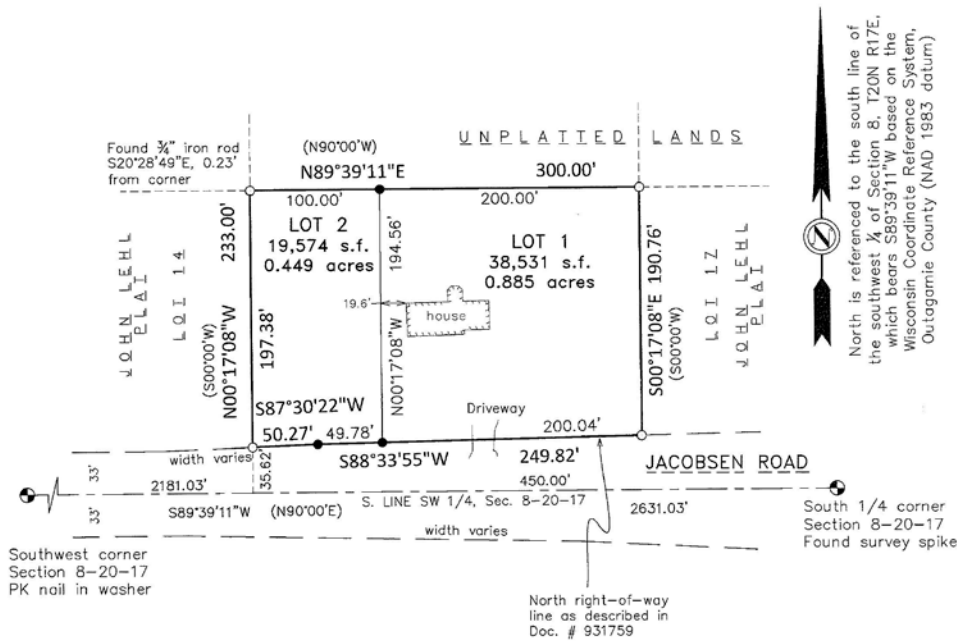 UNPLATTED LANDS
Found ¾" iron rod
S20°28'49"E, 0.23'
from corner
(N90°00'W)
N89°39'11"E
300.00'
100.00'
200.00'
LOT 2
19,574 s.f.
0.449 acres
LOT 1
38,531 s.f.
0.885 acres
JOHN LEHL
PLAT
LOT 14
233.00'
(S00°00'W)
N00°17'08"W
197.38'
194.56'
N00°17'08"W
19.6'
house
S00°17'08"E 190.76'
(S00°00'W)
LOT 17
JOHN LEHL
PLAT
S87°30'22"W
50.27'
49.78'
Driveway
200.04'
S88°33'55"W
249.82'
JACOBSEN ROAD
33'
width varies
35.62'
2181.03'
450.00'
S. LINE SW 1/4, Sec. 8-20-17
2631.03'
33'
S89°39'11"W
(N90°00'E)
width varies
Southwest corner
Section 8-20-17
PK nail in washer
South 1/4 corner
Section 8-20-17
Found survey spike
North right-of-way
line as described in
Doc. # 931759
North is referenced to the south line of
the southwest ¼ of Section 8, T20N R17E,
which bears S89°39'11"W based on the
Wisconsin Coordinate Reference System,
Outagamie County (NAD 1983 datum)